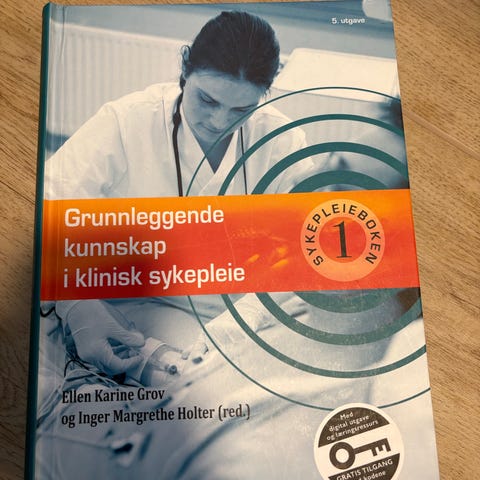 5. utgave
Grunnleggende
kunnskap
i klinisk sykepleie
SYKEPLEIEBOKEN
1
Ellen Karine Grov
og Inger Margrethe Holter (red.)
Med
digital utgave
og læringsressurs
GRATIS TILGANG
kodene